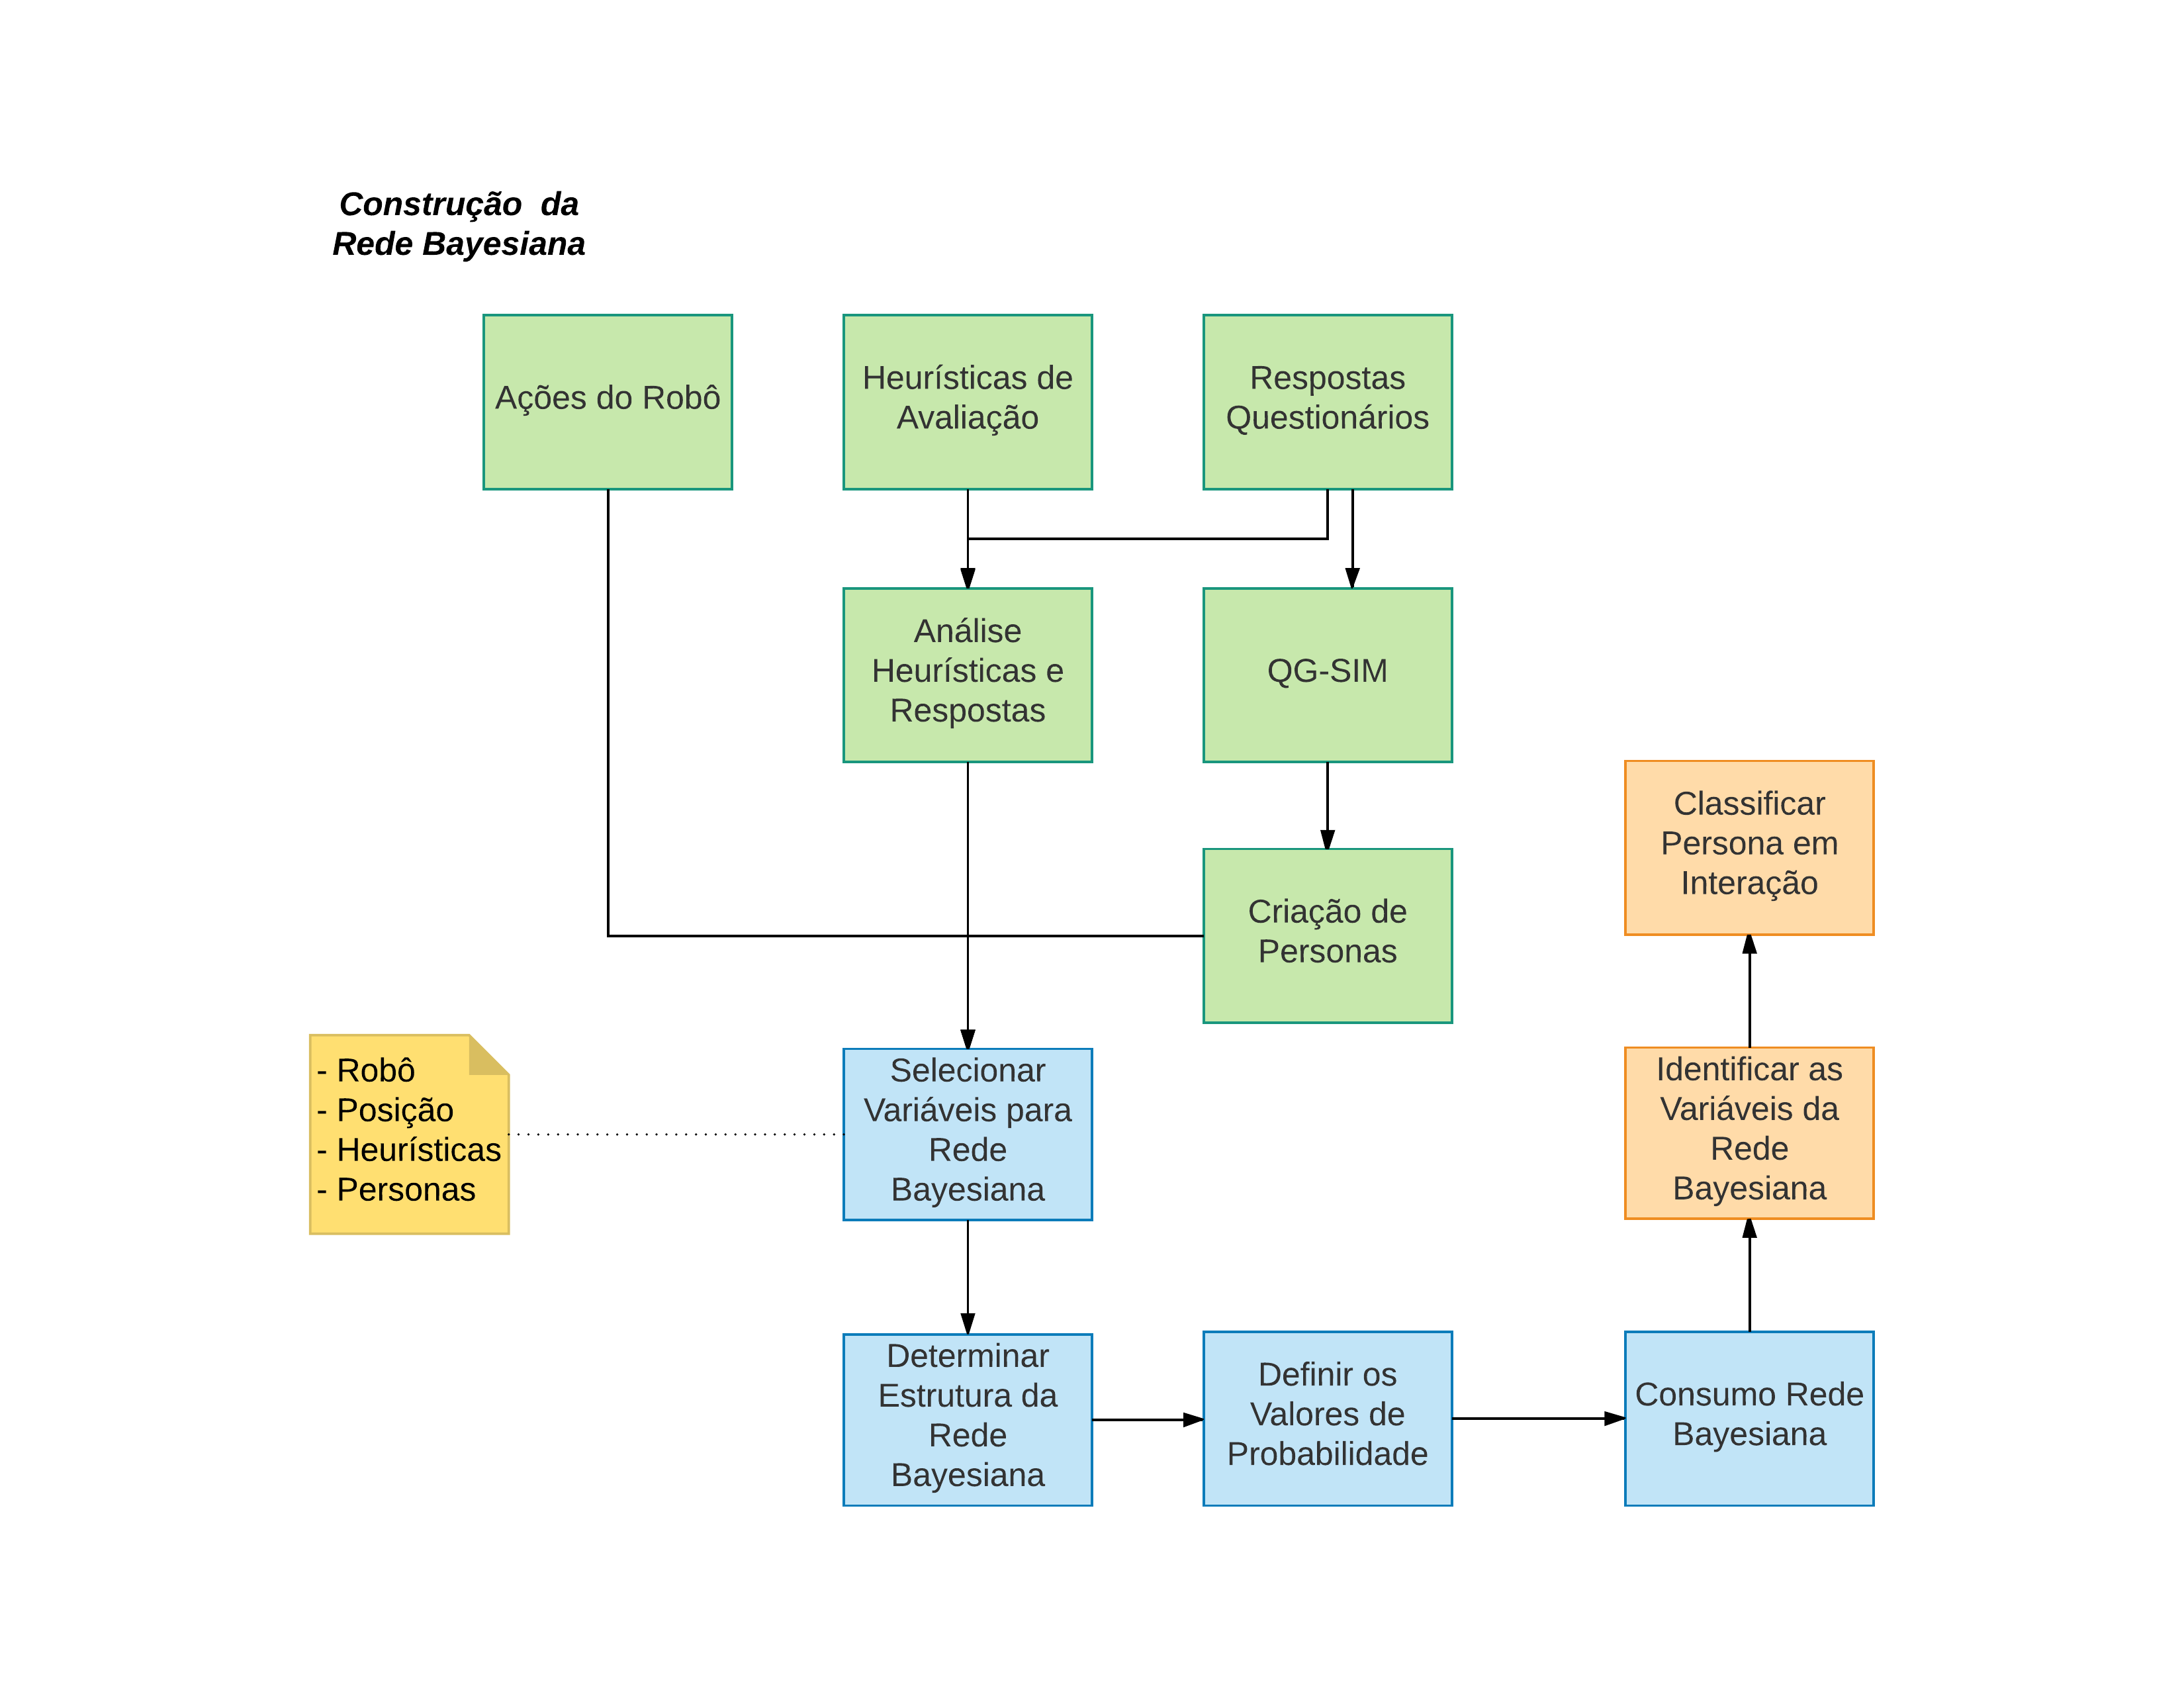 Construção da
Rede Bayesiana
Ações do Robô
Heurísticas de
Avaliação
Respostas
Questionários
Análise
Heurísticas e
Respostas
QG-SIM
Criação de
Personas
Classificar
Persona em
Interação
- Robô
- Posição
- Heurísticas
- Personas
Selecionar
Variáveis para
Rede
Bayesiana
Identificar as
Variáveis da
Rede
Bayesiana
Determinar
Estrutura da
Rede
Bayesiana
Definir os
Valores de
Probabilidade
Consumo Rede
Bayesiana